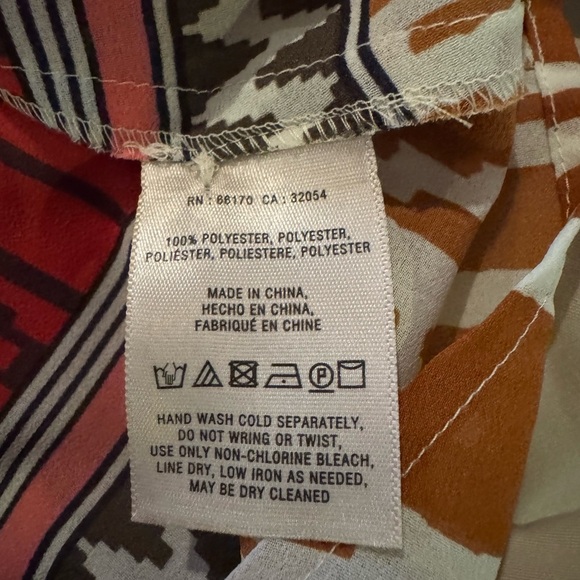 RN : 66170 CA : 32054
100% POLYESTER, POLYESTER,
POLIÉSTER, POLIESTERE, POLYESTER
MADE IN CHINA,
HECHO EN CHINA,
FABRIQUÉ EN CHINE
P
HAND WASH COLD SEPARATELY,
DO NOT WRING OR TWIST,
USE ONLY NON-CHLORINE BLEACH,
LINE DRY, LOW IRON AS NEEDED,
MAY BE DRY CLEANED